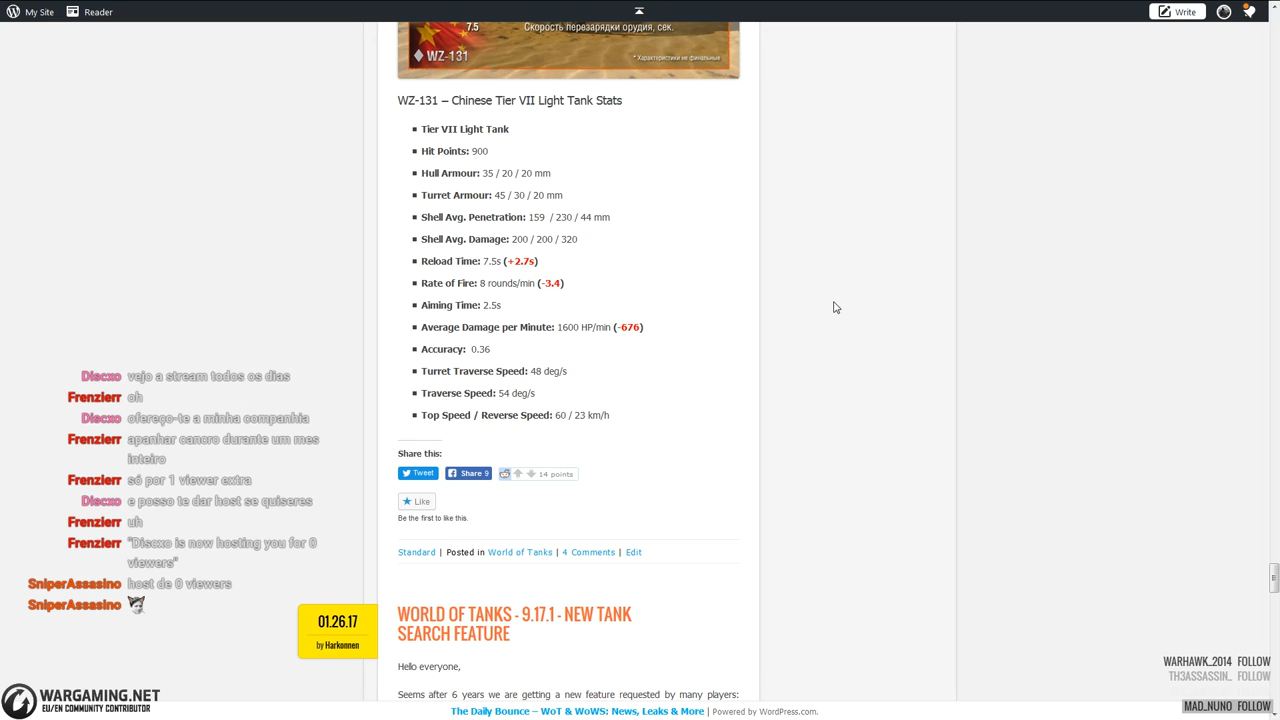 My Site
Reader
Write
7.5
Скорость перезарядки орудия, сек.
WZ-131
* Характеристики не финальные
WZ-131 – Chinese Tier VII Light Tank Stats
Tier VII Light Tank
Hit Points: 900
Hull Armour: 35 / 20 / 20 mm
Turret Armour: 45 / 30 / 20 mm
Shell Avg. Penetration: 159  / 230 / 44 mm
Shell Avg. Damage: 200 / 200 / 320
Reload Time: 7.5s (+2.7s)
Rate of Fire: 8 rounds/min (-3.4)
Aiming Time: 2.5s
Average Damage per Minute: 1600 HP/min (-676)
Accuracy:  0.36
Turret Traverse Speed: 48 deg/s
Traverse Speed: 54 deg/s
Top Speed / Reverse Speed: 60 / 23 km/h
Share this:
Tweet
Share 9
14 points
Like
Be the first to like this.
Standard | Posted in World of Tanks | 4 Comments | Edit
01.26.17
by Harkonnen
WORLD OF TANKS - 9.17.1 - NEW TANK
SEARCH FEATURE
Hello everyone,
Seems after 6 years we are getting a new feature requested by many players:
The Daily Bounce – WoT & WoWS: News, Leaks & More | Powered by WordPress.com.
Discxo vejo a stream todos os dias
Frenzierr oh
Discxo ofereço-te a minha companhia
Frenzierr apanhar cancro durante um mes
inteiro
Frenzierr só por 1 viewer extra
Discxo e posso te dar host se quiseres
Frenzierr uh
Frenzierr "Discxo is now hosting you for 0
viewers"
SniperAssasino host de 0 viewers
SniperAssasino
WARGAMING.NET
EU/EN COMMUNITY CONTRIBUTOR
WARHAWK_2014 FOLLOW
TH3ASSASSIN_ FOLLOW
MAD_NUNO FOLLOW